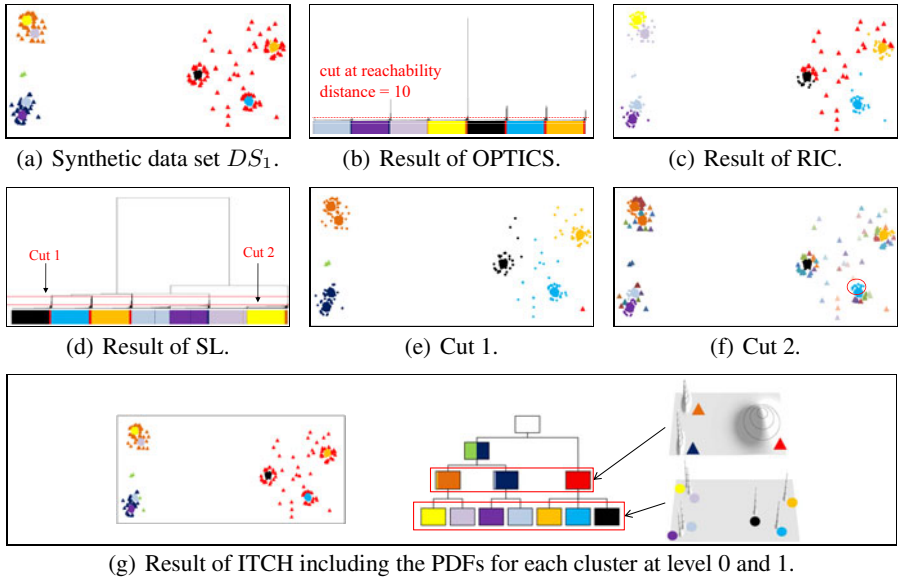 cut at reachability
distance = 10
(a) Synthetic data set DS₁.
(b) Result of OPTICS.
(c) Result of RIC.
Cut 1
Cut 2
(d) Result of SL.
(e) Cut 1.
(f) Cut 2.
(g) Result of ITCH including the PDFs for each cluster at level 0 and 1.